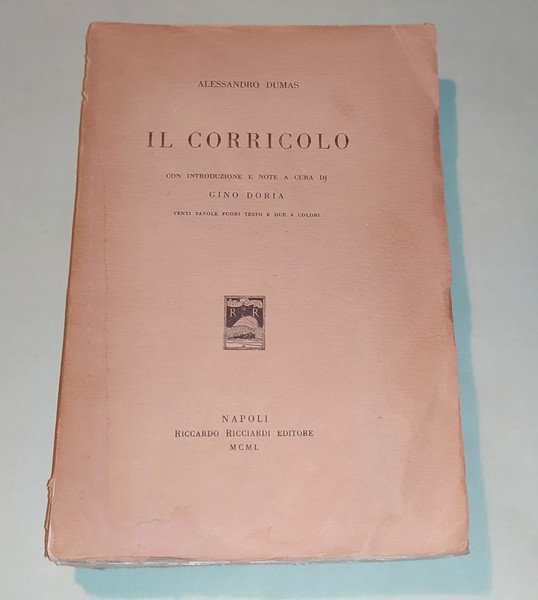 ALESSANDRO DUMAS
IL CORRICOLO
CON INTRODUZIONE E NOTE A CURA DI
GINO DORIA
VENTI TAVOLE FUORI TESTO E DUE A COLORI
R R
NAPOLI
RICCARDO RICCIARDI EDITORE
MCML